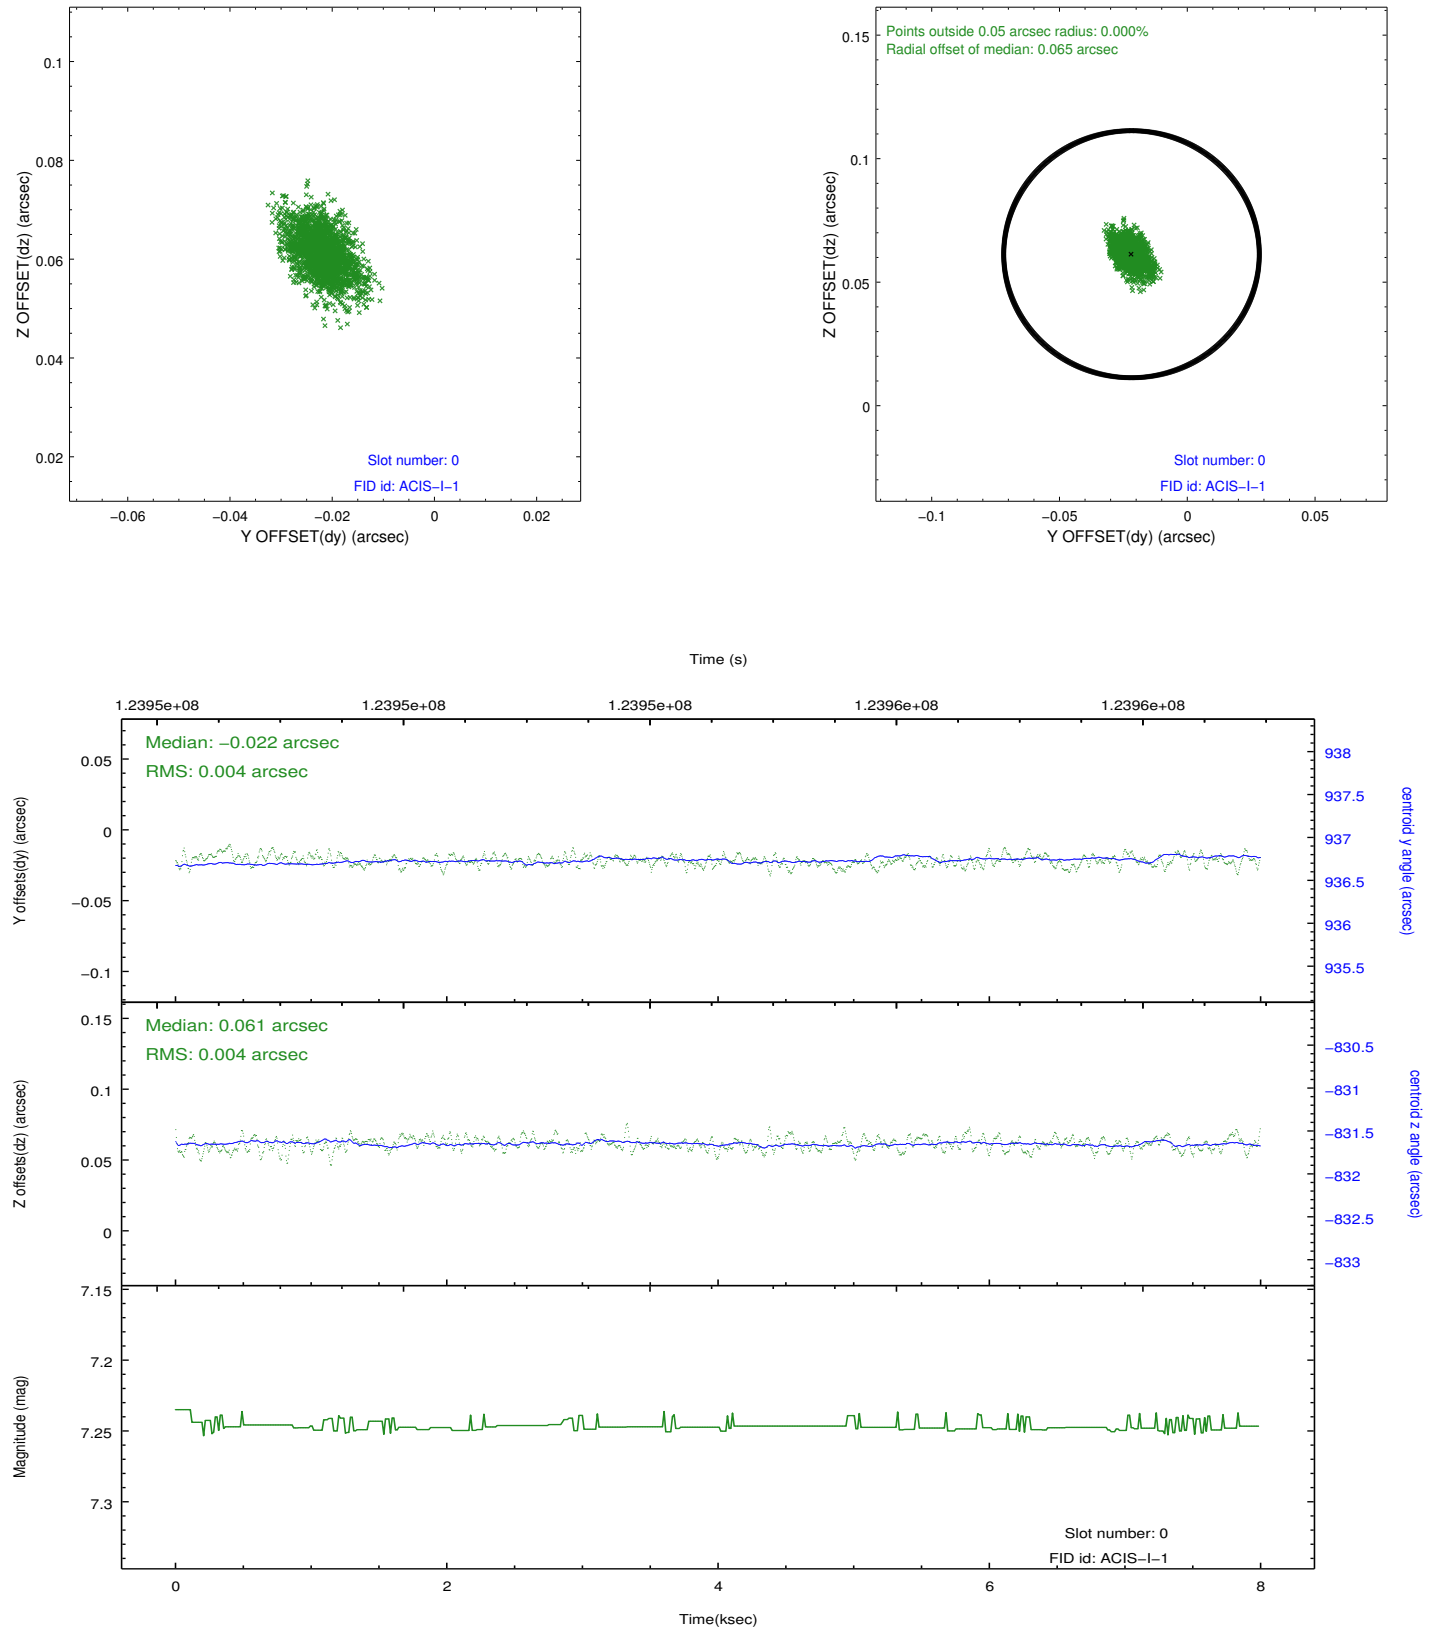 0.1
0.08
0.06
0.04
0.02
Z OFFSET(dz) (arcsec)
Slot number: 0
FID id: ACIS−I−1
−0.06 −0.04 −0.02 0 0.02
Y OFFSET(dy) (arcsec)
Points outside 0.05 arcsec radius: 0.000%
Radial offset of median: 0.065 arcsec
0.15
0.1
0.05
0
Z OFFSET(dz) (arcsec)
Slot number: 0
FID id: ACIS−I−1
−0.1 −0.05 0 0.05
Y OFFSET(dy) (arcsec)
Time (s)
1.2395e+08 1.2395e+08 1.2395e+08 1.2396e+08 1.2396e+08
Median: −0.022 arcsec
RMS: 0.004 arcsec
0.05
0
−0.05
−0.1
Y offsets(dy) (arcsec)
938
937.5
937
936.5
936
935.5
centroid y angle (arcsec)
Median: 0.061 arcsec
RMS: 0.004 arcsec
0.15
0.1
0.05
0
Z offsets(dz) (arcsec)
−830.5
−831
−831.5
−832
−832.5
−833
centroid z angle (arcsec)
7.15
7.2
7.25
7.3
Magnitude (mag)
Slot number: 0
FID id: ACIS−I−1
0 2 4 6 8
Time(ksec)